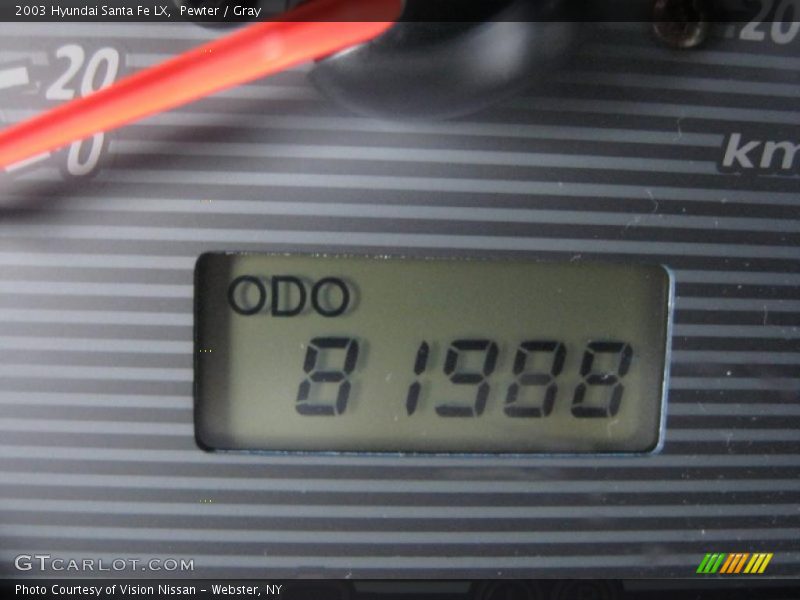 2003 Hyundai Santa Fe LX, Pewter / Gray
20
20
0
km
ODO
81988
GTCARLOT.COM
Photo Courtesy of Vision Nissan - Webster, NY